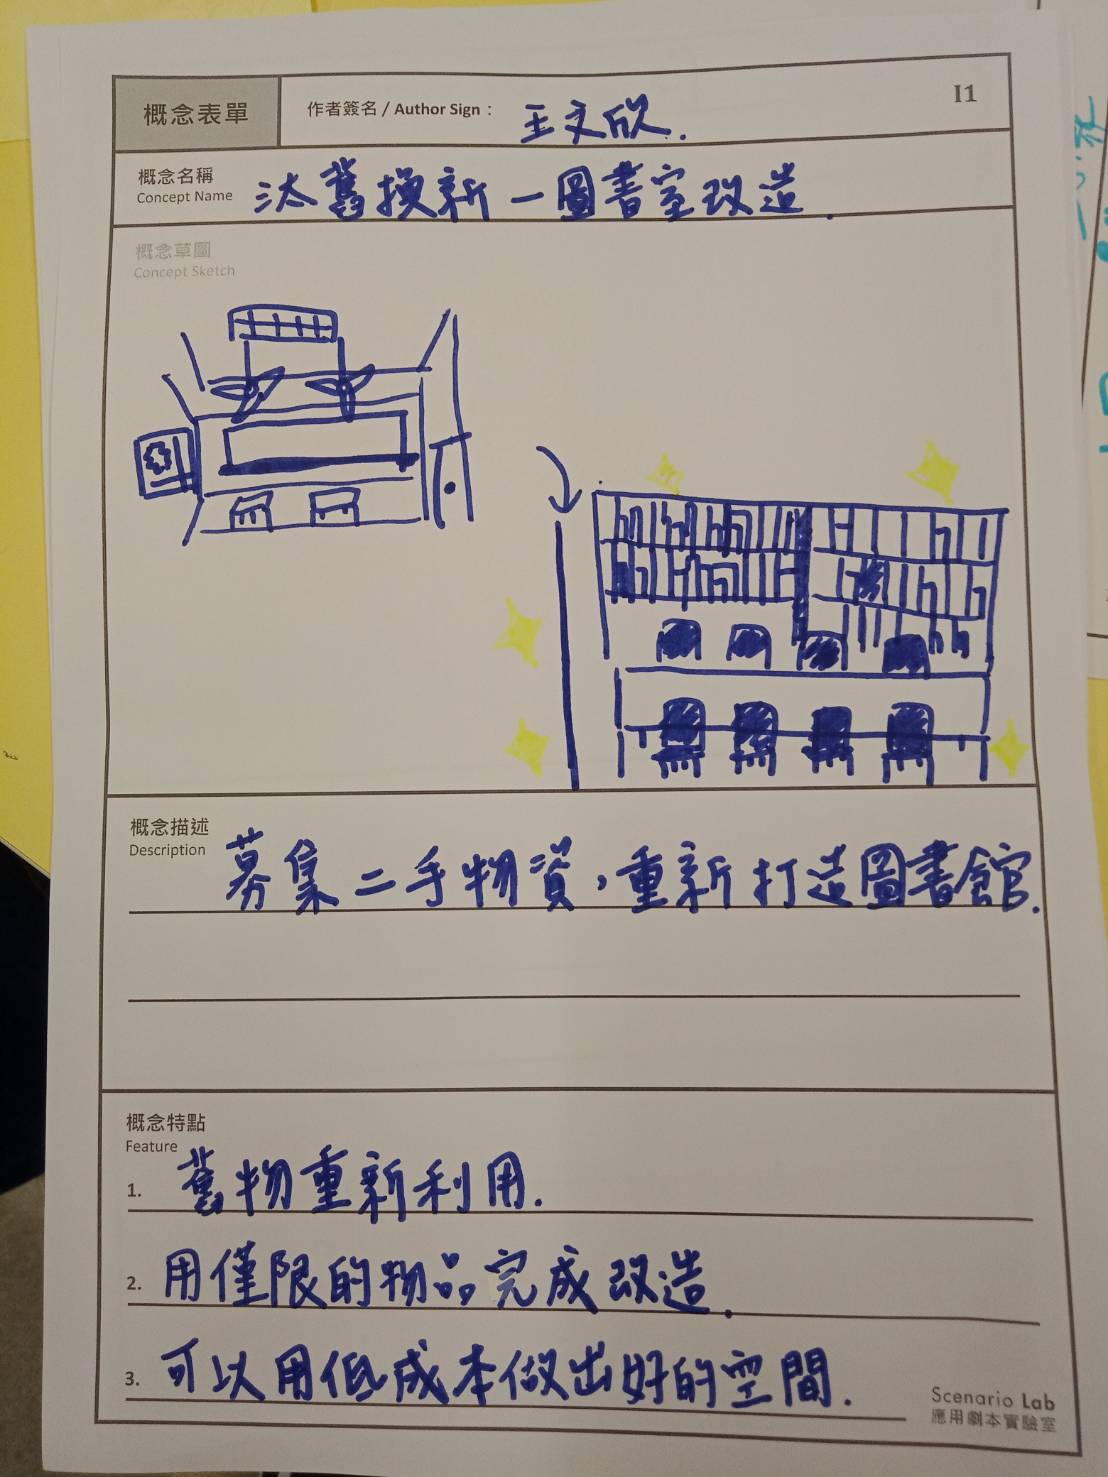 概念表單
作者簽名 / Author Sign : 王文欣.
I1
概念名稱
Concept Name
汰舊換新－圖書室改造.
概念草圖
Concept Sketch
概念描述
Description
募集二手物資，重新打造圖書館.
概念特點
Feature
1. 舊物重新利用.
2. 用僅限的物品完成改造.
3. 可以用低成本做出好的空間.
Scenario Lab
應用劇本實驗室